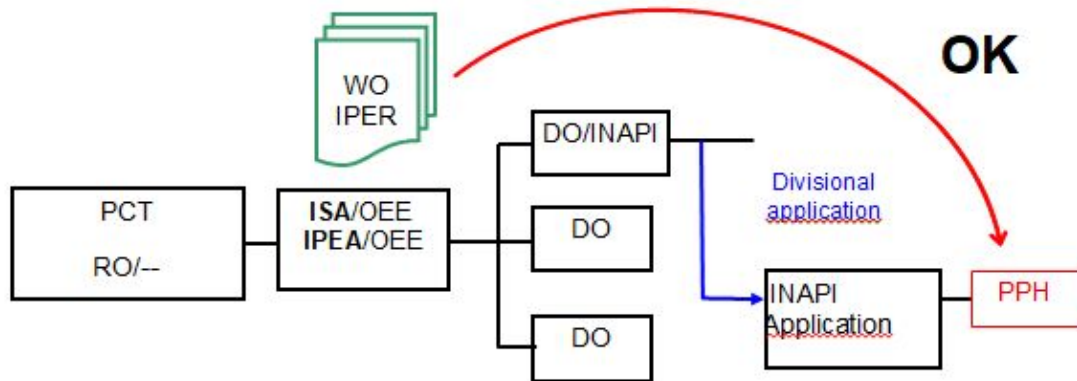 OK
WO
IPER
DO/INAPI
PCT
RO/--
ISA/OEE
IPEA/OEE
DO
DO
Divisional
application
INAPI
Application
PPH